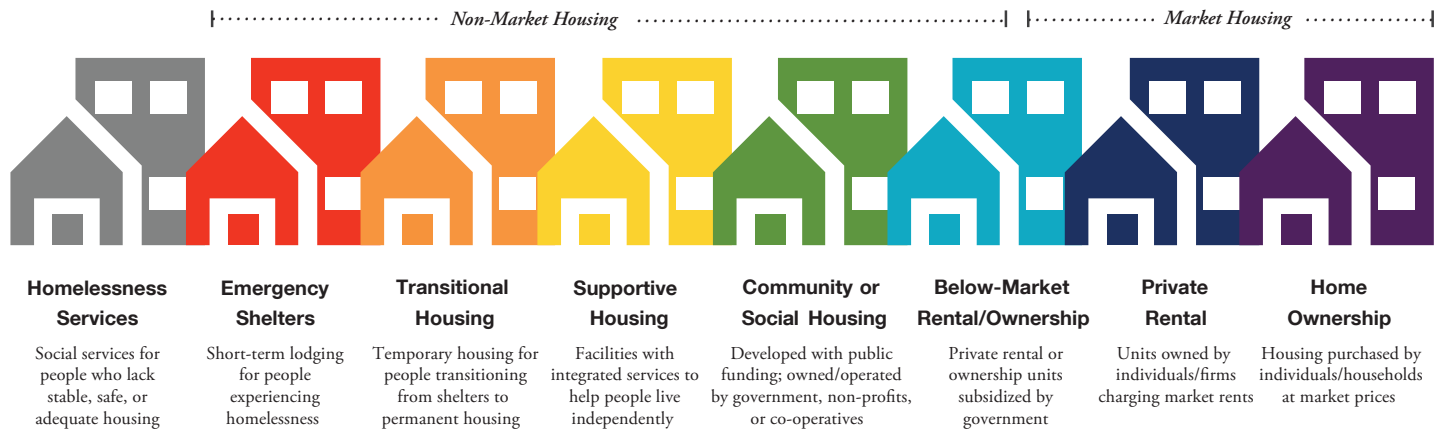 Non-Market Housing
Market Housing
Homelessness
Services
Social services for
people who lack
stable, safe, or
adequate housing
Emergency
Shelters
Short-term lodging
for people
experiencing
homelessness
Transitional
Housing
Temporary housing for
people transitioning
from shelters to
permanent housing
Supportive
Housing
Facilities with
integrated services to
help people live
independently
Community or
Social Housing
Developed with public
funding; owned/operated
by government, non-profits,
or co-operatives
Below-Market
Rental/Ownership
Private rental or
ownership units
subsidized by
government
Private
Rental
Units owned by
individuals/firms
charging market rents
Home
Ownership
Housing purchased by
individuals/households
at market prices